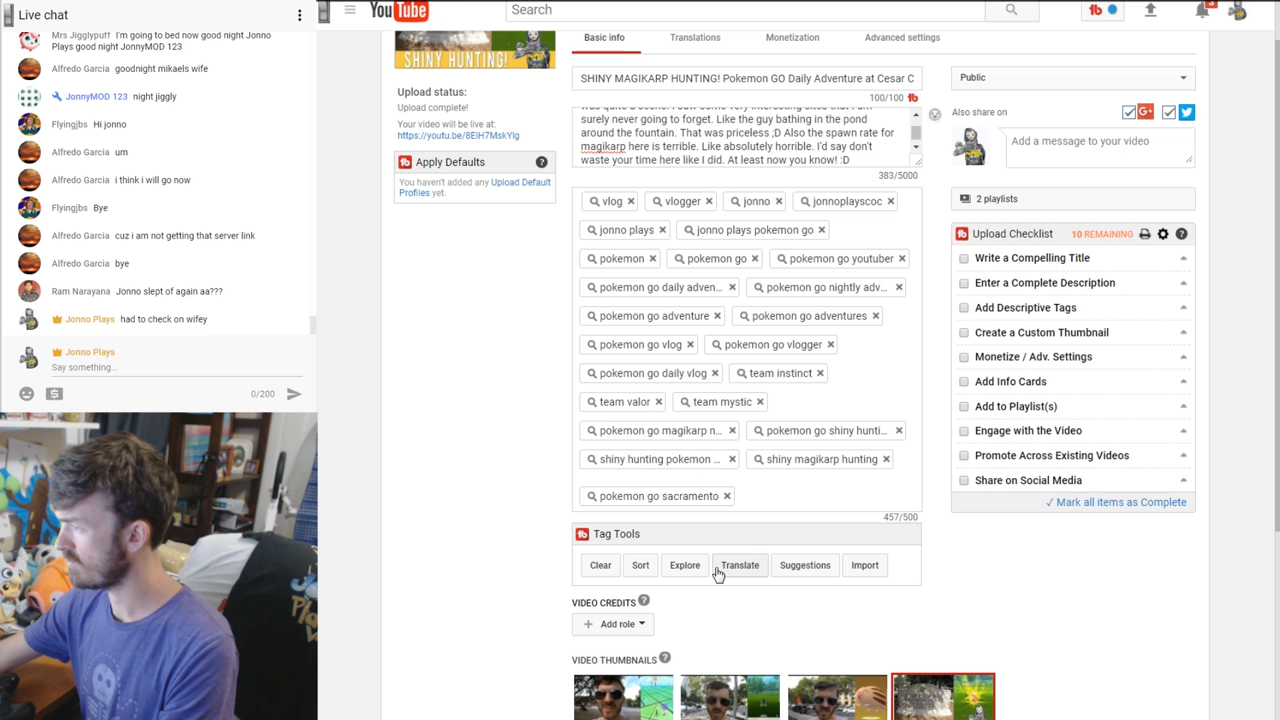 Live chat
Mrs Jigglypuff I'm going to bed now good night Jonno
Plays good night JonnyMOD 123
Alfredo Garcia goodnight mikaels wife
JonnyMOD 123 night jiggly
Flyingjbs Hi jonno
Alfredo Garcia um
Alfredo Garcia i think i will go now
Flyingjbs Bye
Alfredo Garcia cuz i am not getting that server link
Alfredo Garcia bye
Ram Narayana Jonno slept of again aa???
Jonno Plays had to check on wifey
Jonno Plays
Say something...
0/200
YouTube
Search
tb
3
SHINY HUNTING!
Upload status:
Upload complete!
Your video will be live at:
https://youtu.be/8EIH7MskYlg
tb Apply Defaults ?
You haven't added any Upload Default
Profiles yet.
Basic info Translations Monetization Advanced settings
SHINY MAGIKARP HUNTING! Pokemon GO Daily Adventure at Cesar C
100/100 tb
surely never going to forget. Like the guy bathing in the pond
around the fountain. That was priceless ;D Also the spawn rate for
magikarp here is terrible. Like absolutely horrible. I'd say don't
waste your time here like I did. At least now you know! :D
383/5000
vlog vlogger jonno jonnoplayscoc
jonno plays jonno plays pokemon go
pokemon pokemon go pokemon go youtuber
pokemon go daily adven... pokemon go nightly adv...
pokemon go adventure pokemon go adventures
pokemon go vlog pokemon go vlogger
pokemon go daily vlog team instinct
team valor team mystic
pokemon go magikarp n... pokemon go shiny hunti...
shiny hunting pokemon ... shiny magikarp hunting
pokemon go sacramento
457/500
tb Tag Tools
Clear Sort Explore Translate Suggestions Import
VIDEO CREDITS ?
+ Add role
VIDEO THUMBNAILS ?
Public
Also share on G+
Add a message to your video
2 playlists
tb Upload Checklist 10 REMAINING ?
Write a Compelling Title
Enter a Complete Description
Add Descriptive Tags
Create a Custom Thumbnail
Monetize / Adv. Settings
Add Info Cards
Add to Playlist(s)
Engage with the Video
Promote Across Existing Videos
Share on Social Media
✓ Mark all items as Complete